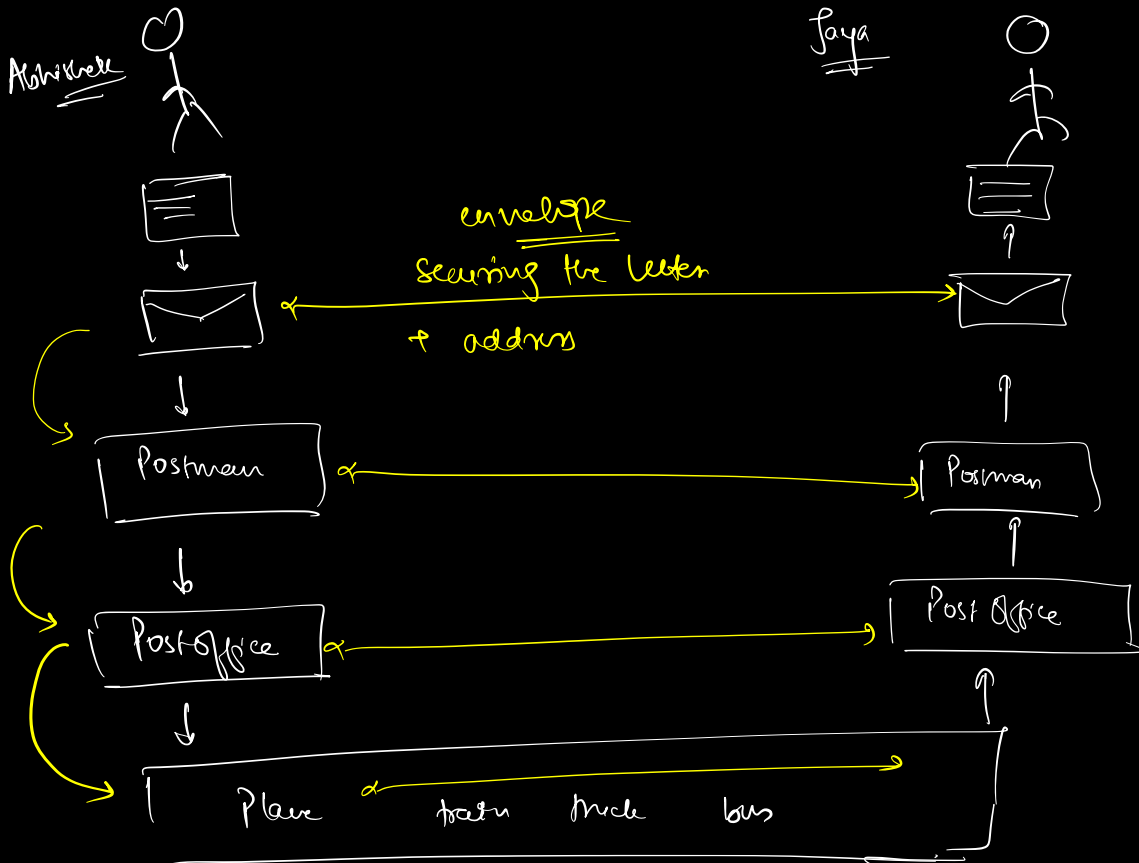 Abhishek
Jaya
envelope
securing the letter
+ address
Postman
Postman
Post office
Post Office
Plane train truck bus